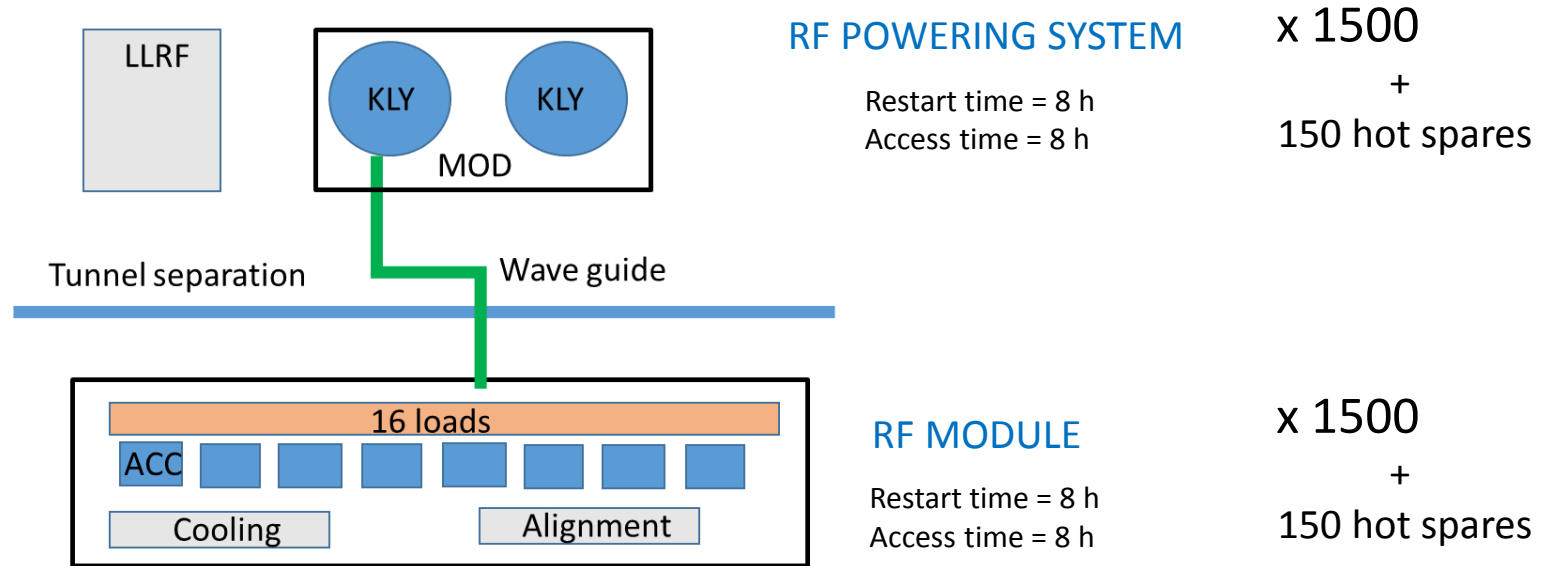 LLRF
KLY
KLY
MOD
RF POWERING SYSTEM
Restart time = 8 h
Access time = 8 h
x 1500
+
150 hot spares
Tunnel separation
Wave guide
16 loads
ACC
Cooling
Alignment
RF MODULE
Restart time = 8 h
Access time = 8 h
x 1500
+
150 hot spares